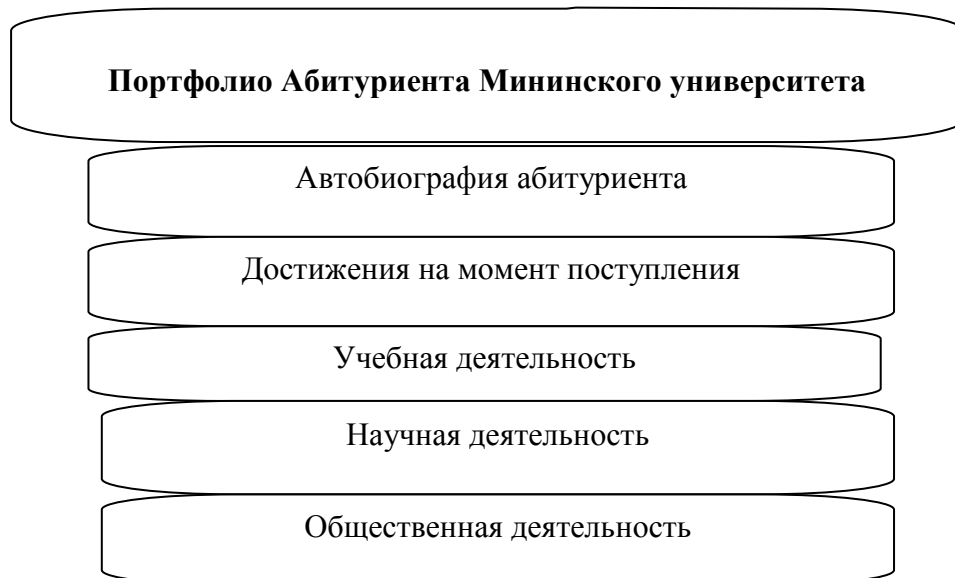 Портфолио Абитуриента Мининского университета
Автобиография абитуриента
Достижения на момент поступления
Учебная деятельность
Научная деятельность
Общественная деятельность